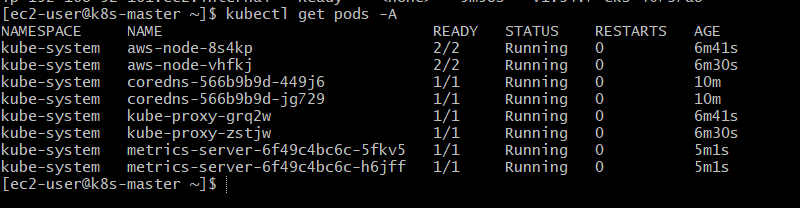 [ec2-user@k8s-master ~]$ kubectl get pods -A
NAMESPACE NAME READY STATUS RESTARTS AGE
kube-system aws-node-8s4kp 2/2 Running 0 6m41s
kube-system aws-node-vhfkj 2/2 Running 0 6m30s
kube-system coredns-566b9b9d-449j6 1/1 Running 0 10m
kube-system coredns-566b9b9d-jg729 1/1 Running 0 10m
kube-system kube-proxy-grq2w 1/1 Running 0 6m41s
kube-system kube-proxy-zstjw 1/1 Running 0 6m30s
kube-system metrics-server-6f49c4bc6c-5fkv5 1/1 Running 0 5m1s
kube-system metrics-server-6f49c4bc6c-h6jff 1/1 Running 0 5m1s
[ec2-user@k8s-master ~]$